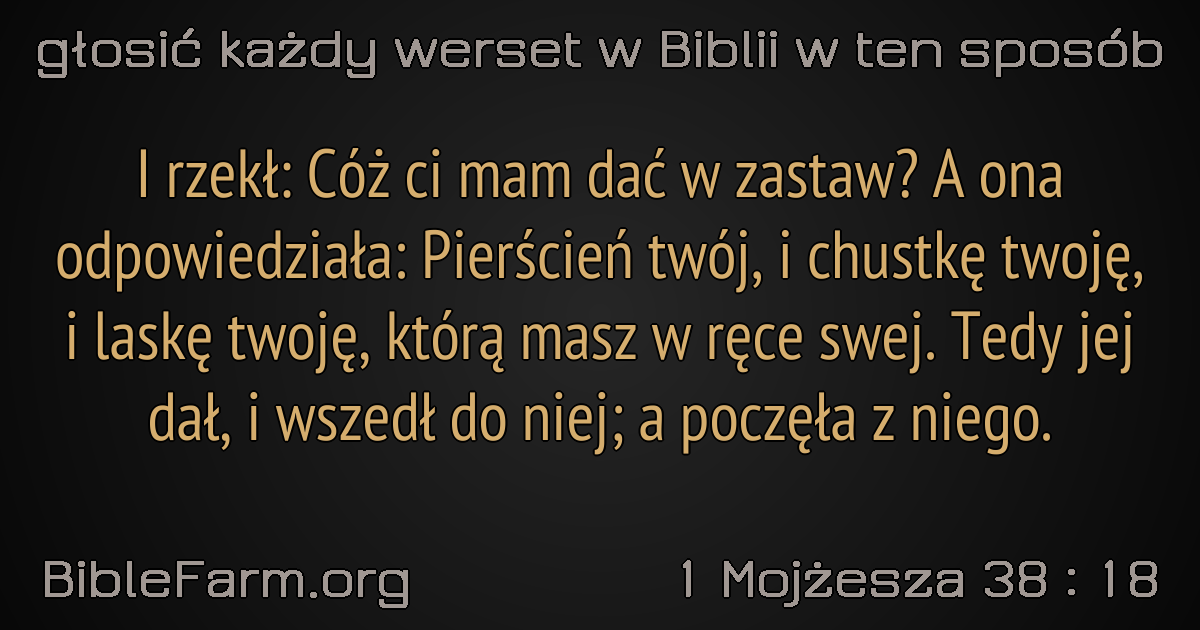 głosić każdy werset w Biblii w ten sposób
I rzekł: Cóż ci mam dać w zastaw? A ona
odpowiedziała: Pierścień twój, i chustkę twoję,
i laskę twoję, którą masz w ręce swej. Tedy jej
dał, i wszedł do niej; a poczęła z niego.
BibleFarm.org
1 Mojżesza 38 : 18